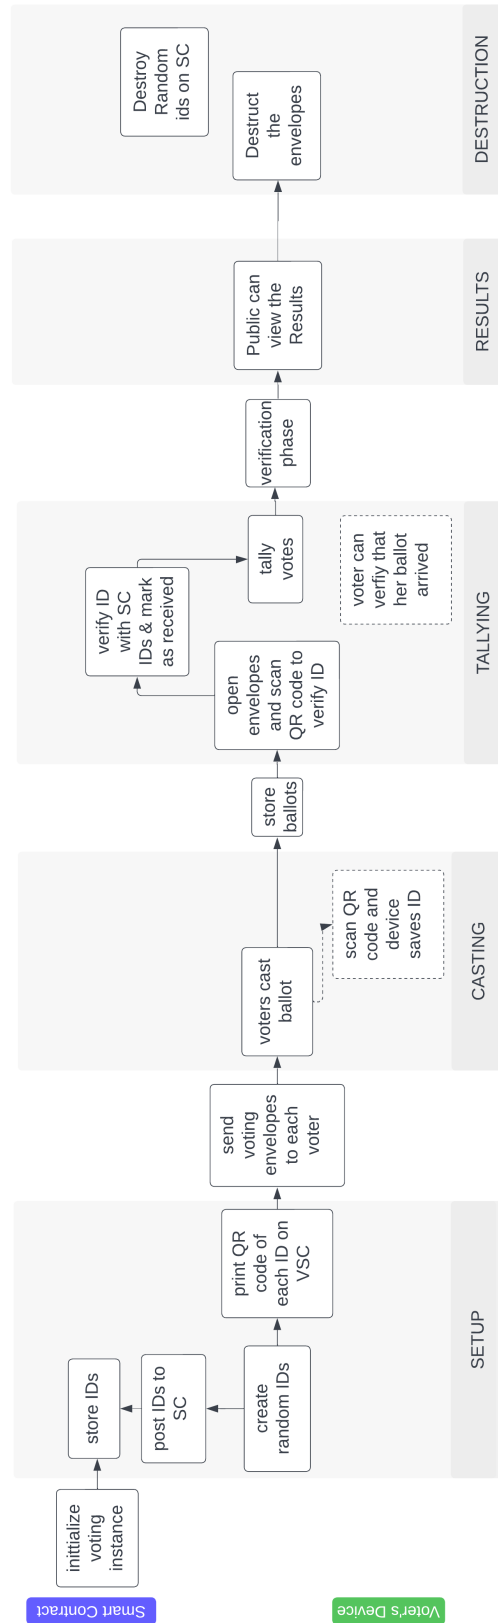 Smart Contract
Voter's Device
inittialize
voting
instance
store IDs
post IDs to
SC
create
random IDs
print QR
code of
each ID on
VSC
SETUP
send
voting
envelopes
to each
voter
voters cast
ballot
scan QR
code and
device
saves ID
CASTING
store
ballots
open
envelopes
and scan
QR code to
verify ID
verify ID
with SC
IDs & mark
as received
tally
votes
voter can
verfiy that
her ballot
arrived
TALLYING
verification
phase
Public can
view the
Results
RESULTS
Destroy
Random
ids on SC
Destruct
the
envelopes
DESTRUCTION